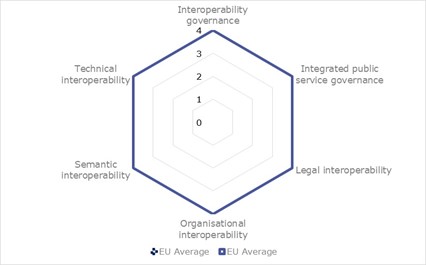 Interoperability
governance
4
3
2
1
0
Integrated public
service governance
Legal interoperability
Organisational
interoperability
Semantic
interoperability
Technical
interoperability
EU Average
EU Average